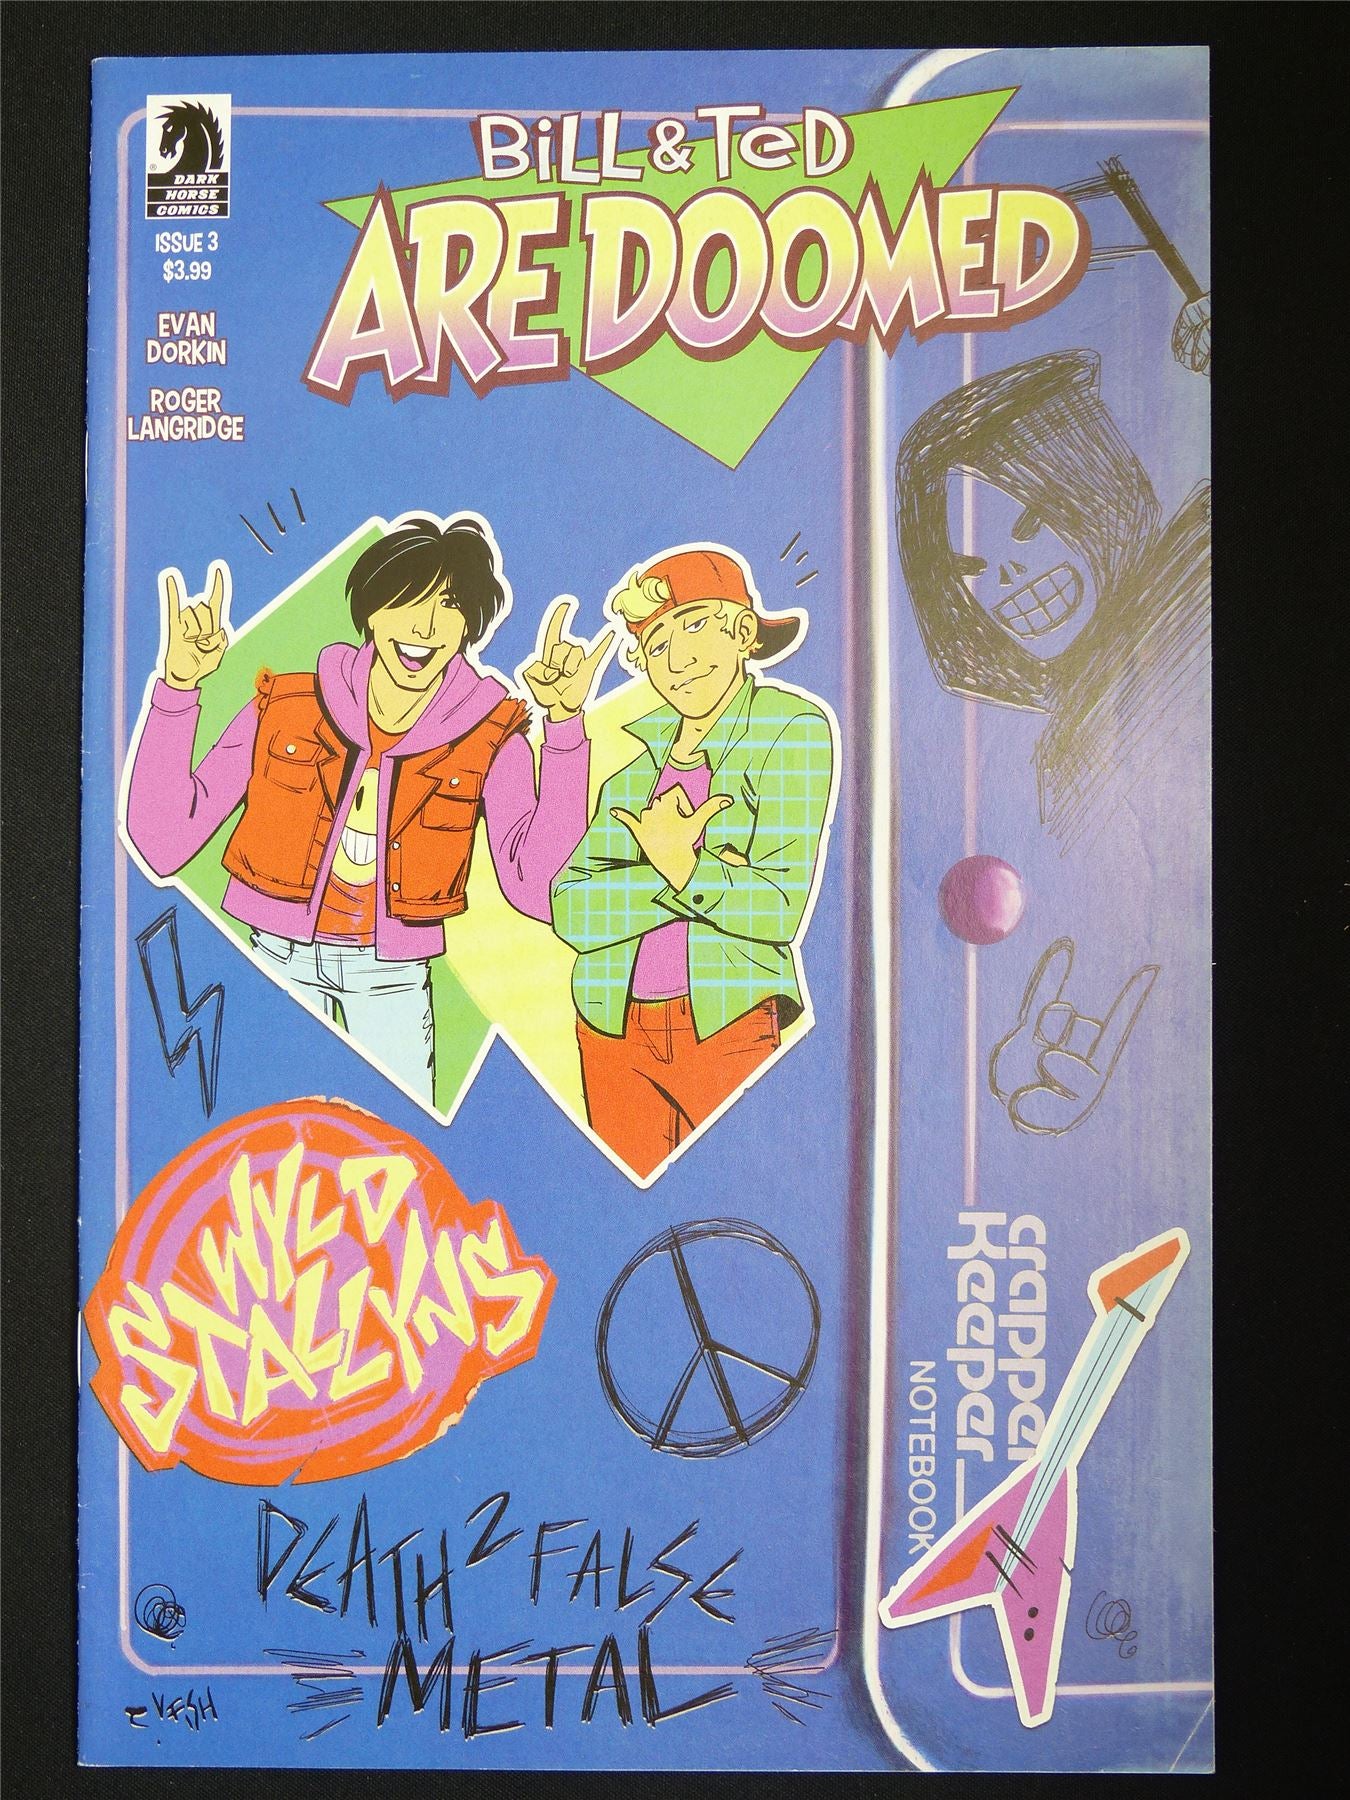 DARK
HORSE
COMICS
ISSUE 3
$3.99
EVAN
DORKIN
ROGER
LANGRIDGE
BiLL & TeD
ARE DOOMED
WYLD
STALLYNS
crapper
Keeper
NOTEBOOK
DEATH 2 FALSE
METAL